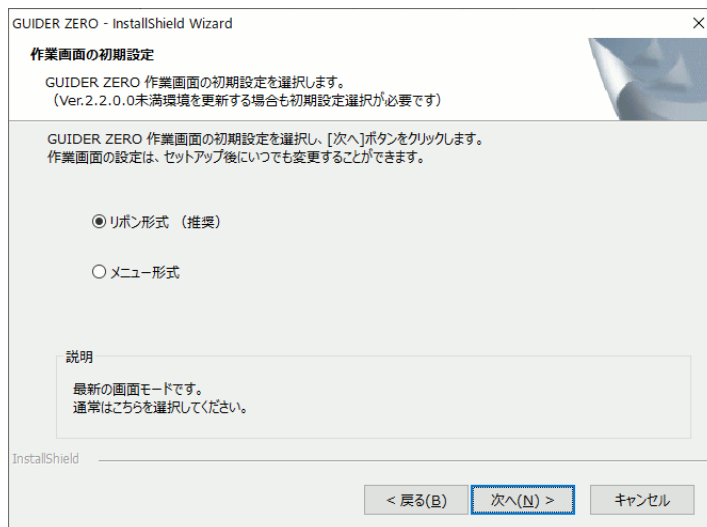 GUIDER ZERO - InstallShield Wizard
作業画面の初期設定
GUIDER ZERO 作業画面の初期設定を選択します。
（Ver.2.2.0.0未満環境を更新する場合も初期設定選択が必要です）
GUIDER ZERO 作業画面の初期設定を選択し、[次へ]ボタンをクリックします。
作業画面の設定は、セットアップ後にいつでも変更することができます。
リボン形式 （推奨）
メニュー形式
説明
最新の画面モードです。
通常はこちらを選択してください。
InstallShield
< 戻る(B) 次へ(N) > キャンセル